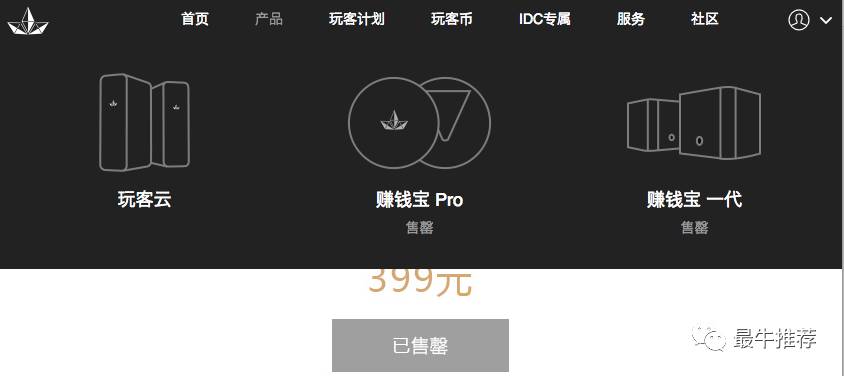 首页 产品 玩客计划 玩客币 IDC专属 服务 社区
玩客云 赚钱宝 Pro 赚钱宝 一代
售罄 售罄
399元
已售罄
最牛推荐